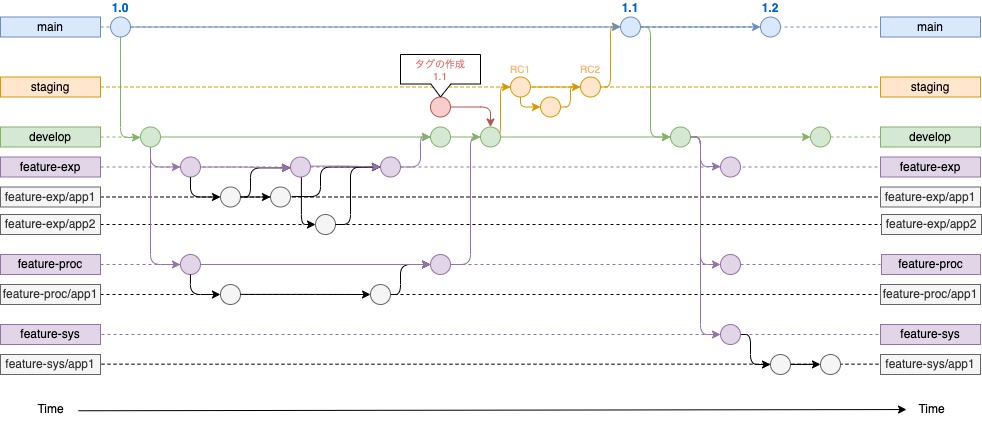 1.0
1.1
1.2
main
main
タグの作成
1.1
RC1
RC2
staging
staging
develop
develop
feature-exp
feature-exp
feature-exp/app1
feature-exp/app1
feature-exp/app2
feature-exp/app2
feature-proc
feature-proc
feature-proc/app1
feature-proc/app1
feature-sys
feature-sys
feature-sys/app1
feature-sys/app1
Time
Time